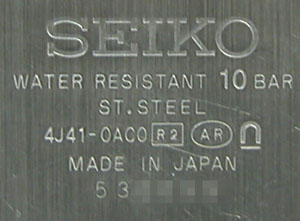 SEIKO
WATER RESISTANT 10 BAR
ST.STEEL
4J41-0AC0 R2 AR
MADE IN JAPAN
53